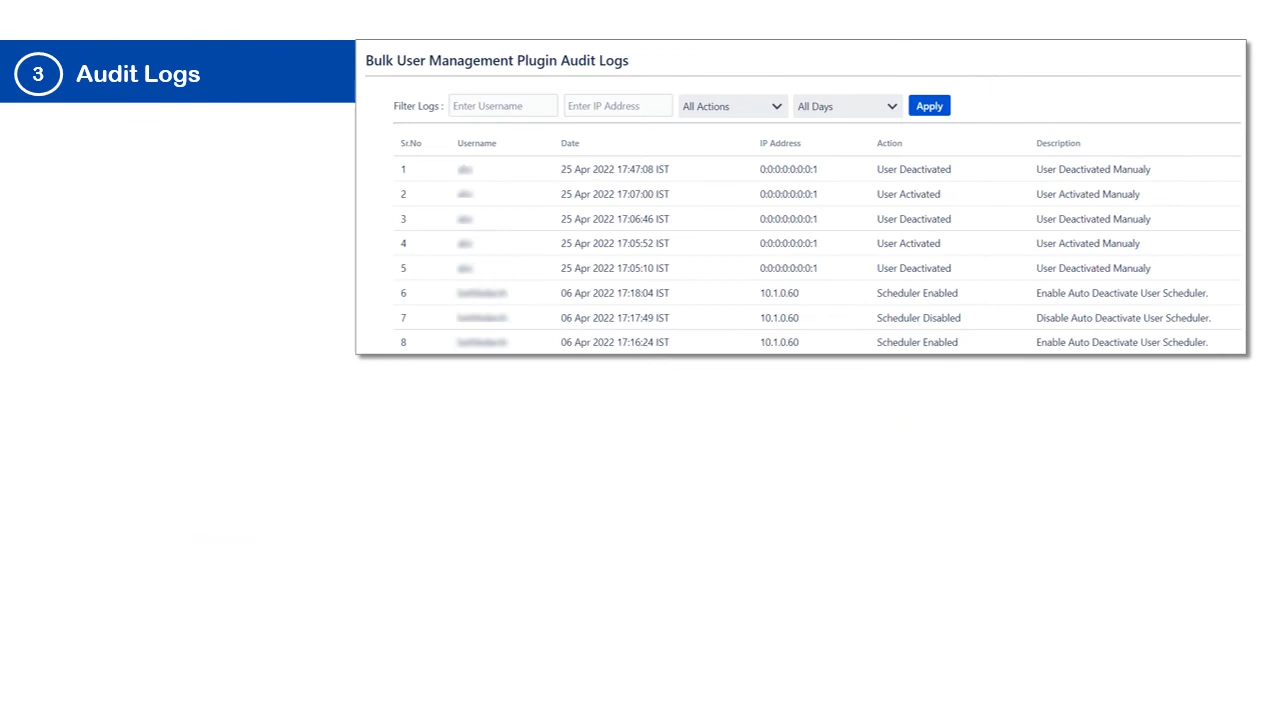 3 Audit Logs
Bulk User Management Plugin Audit Logs
Filter Logs : Enter Username Enter IP Address All Actions All Days Apply
Sr.No Username Date IP Address Action Description
1 25 Apr 2022 17:47:08 IST 0:0:0:0:0:0:0:1 User Deactivated User Deactivated Manualy
2 25 Apr 2022 17:07:00 IST 0:0:0:0:0:0:0:1 User Activated User Activated Manualy
3 25 Apr 2022 17:06:46 IST 0:0:0:0:0:0:0:1 User Deactivated User Deactivated Manualy
4 25 Apr 2022 17:05:52 IST 0:0:0:0:0:0:0:1 User Activated User Activated Manualy
5 25 Apr 2022 17:05:10 IST 0:0:0:0:0:0:0:1 User Deactivated User Deactivated Manualy
6 06 Apr 2022 17:18:04 IST 10.1.0.60 Scheduler Enabled Enable Auto Deactivate User Scheduler.
7 06 Apr 2022 17:17:49 IST 10.1.0.60 Scheduler Disabled Disable Auto Deactivate User Scheduler.
8 06 Apr 2022 17:16:24 IST 10.1.0.60 Scheduler Enabled Enable Auto Deactivate User Scheduler.